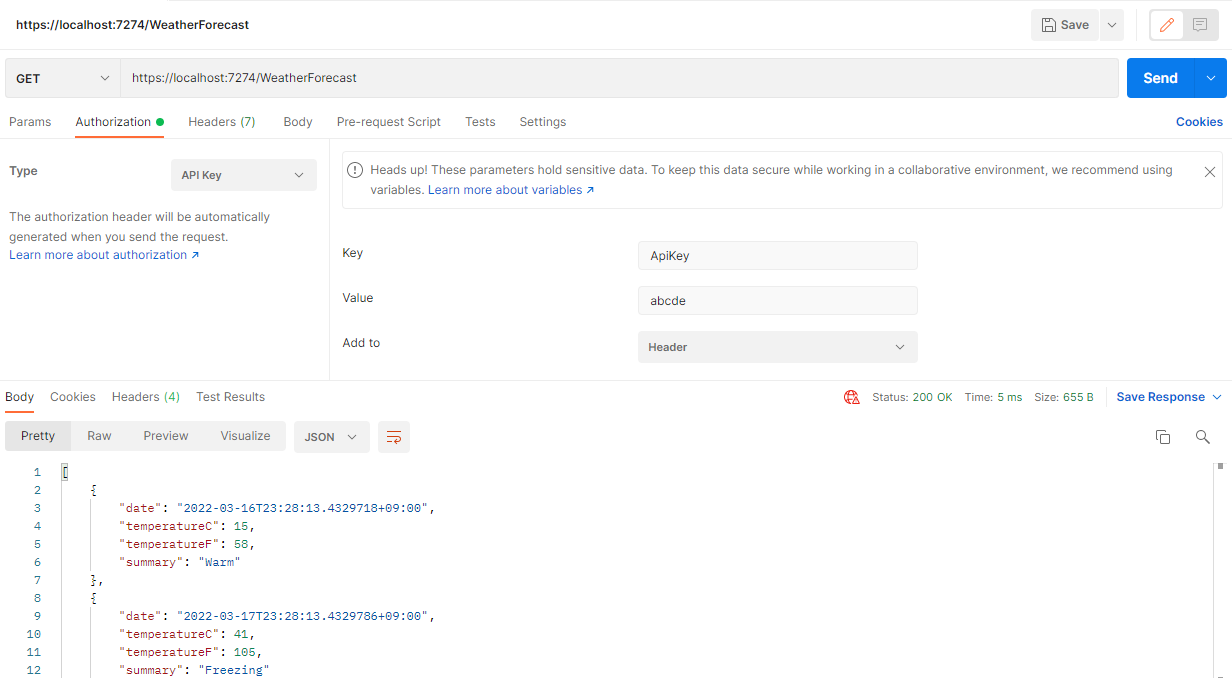 https://localhost:7274/WeatherForecast
Save
GET
https://localhost:7274/WeatherForecast
Send
Params Authorization Headers (7) Body Pre-request Script Tests Settings Cookies
Type
API Key
The authorization header will be automatically
generated when you send the request.
Learn more about authorization ↗
Heads up! These parameters hold sensitive data. To keep this data secure while working in a collaborative environment, we recommend using
variables. Learn more about variables ↗
Key
ApiKey
Value
abcde
Add to
Header
Body Cookies Headers (4) Test Results
Status: 200 OK Time: 5 ms Size: 655 B Save Response
Pretty Raw Preview Visualize JSON
1 [
2 {
3 "date": "2022-03-16T23:28:13.4329718+09:00",
4 "temperatureC": 15,
5 "temperatureF": 58,
6 "summary": "Warm"
7 },
8 {
9 "date": "2022-03-17T23:28:13.4329786+09:00",
10 "temperatureC": 41,
11 "temperatureF": 105,
12 "summary": "Freezing"